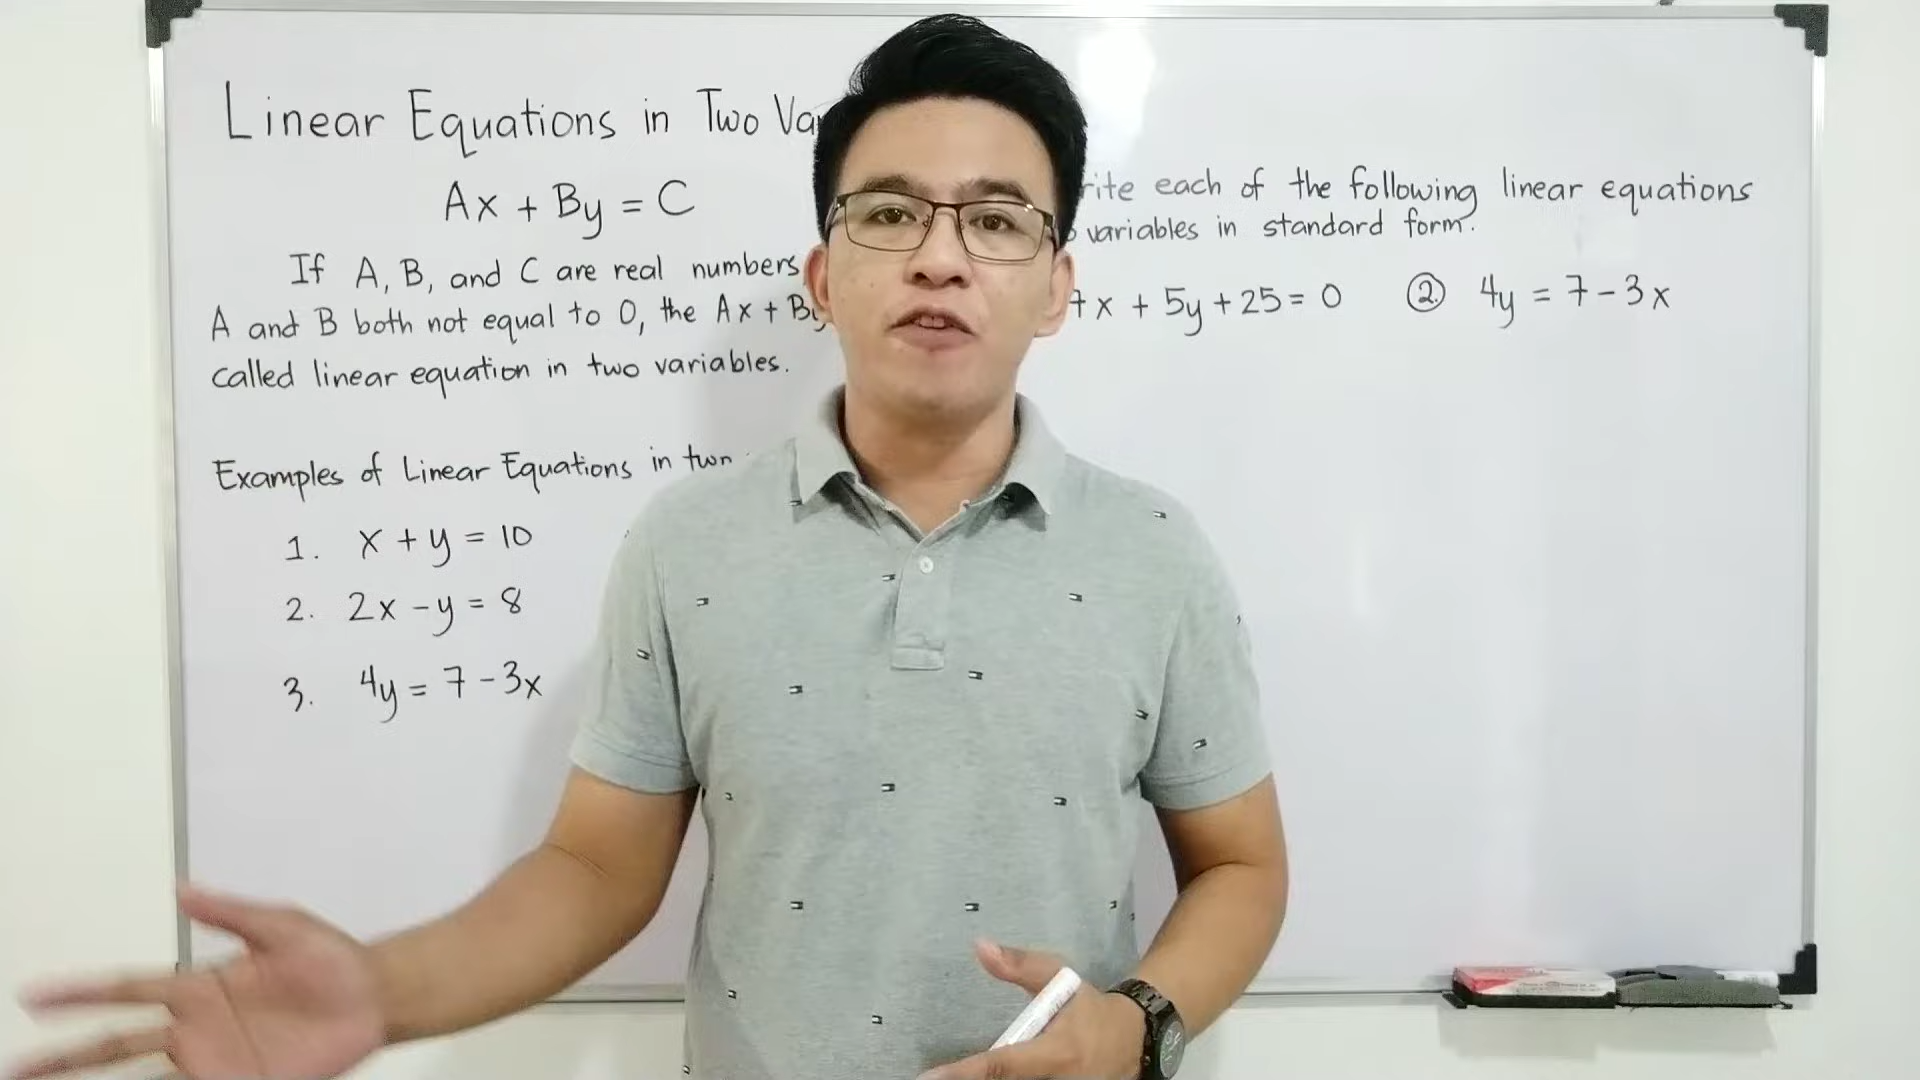 Linear Equations in Two
Ax + By = C
If A, B, and C are real numbers
A and B both not equal to 0, the Ax + By
called linear equation in two variables.
Examples of Linear Equations in two
1. x + y = 10
2. 2x - y = 8
3. 4y = 7 - 3x
each of the following linear equations
variables in standard form.
7x + 5y + 25 = 0
② 4y = 7 - 3x